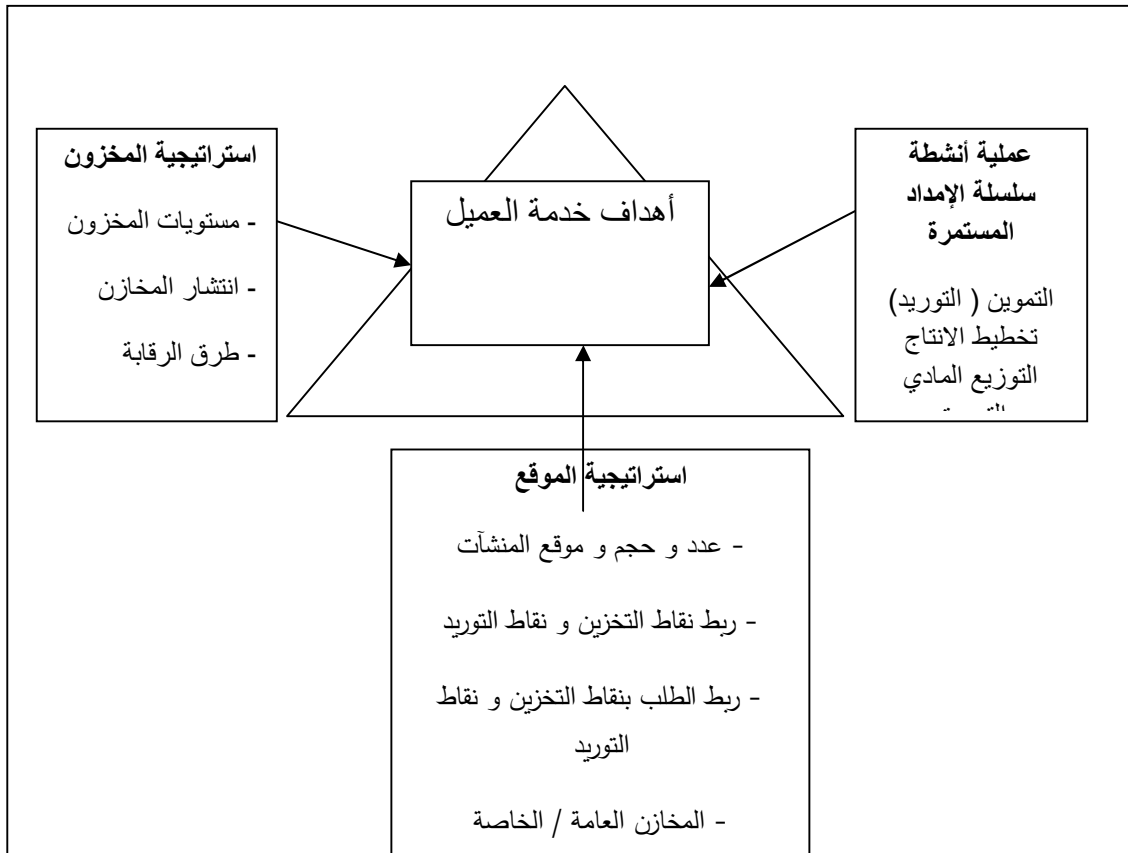 أهداف خدمة العميل
عملية أنشطة
سلسلة الإمداد
المستمرة
التموين ( التوريد)
تخطيط الانتاج
التوزيع المادي
استراتيجية المخزون
- مستويات المخزون
- انتشار المخازن
- طرق الرقابة
استراتيجية الموقع
- عدد و حجم و موقع المنشآت
- ربط نقاط التخزين و نقاط التوريد
- ربط الطلب بنقاط التخزين و نقاط
التوريد
- المخازن العامة / الخاصة